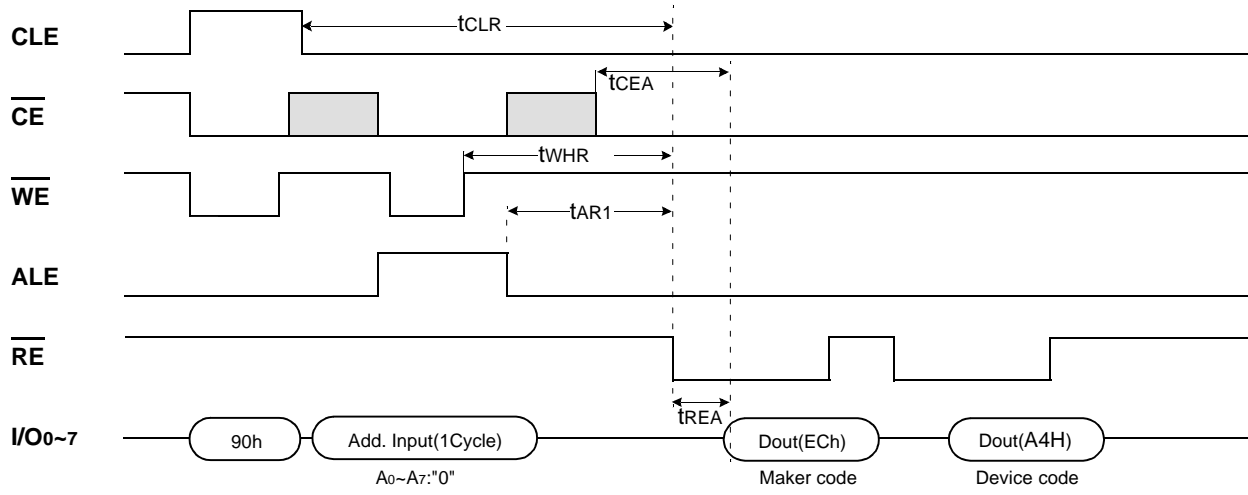 CLE
tCLR
tCEA
CE
tWHR
WE
tAR1
ALE
RE
tREA
I/O0~7
90h
Add. Input(1Cycle)
Dout(ECh)
Dout(A4H)
A0~A7:"0"
Maker code
Device code